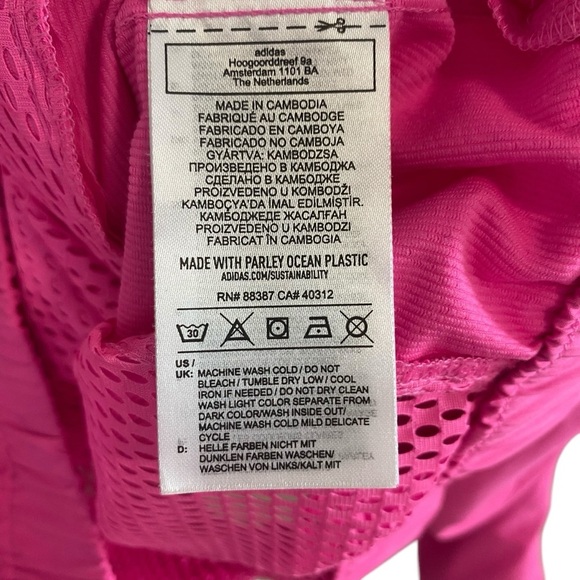 adidas
Hoogoorddreef 9a
Amsterdam 1101 BA
The Netherlands
MADE IN CAMBODIA
FABRIQUÉ AU CAMBODGE
FABRICADO EN CAMBOYA
FABRICADO NO CAMBOJA
GYÁRTVA: KAMBODZSA
ПРОИЗВЕДЕНО В КАМБОДЖА
СДЕЛАНО В КАМБОДЖЕ
PROIZVEDENO U KOMBODŽI
KAMBOÇYA'DA İMAL EDİLMİŞTİR.
КАМБОДЖЕДЕ ЖАСАЛҒАН
PROIZVEDENO U KAMBODZI
FABRICAT ÎN CAMBOGIA
MADE WITH PARLEY OCEAN PLASTIC
ADIDAS.COM/SUSTAINABILITY
RN# 88387 CA# 40312
30
US /
UK: MACHINE WASH COLD / DO NOT
BLEACH / TUMBLE DRY LOW / COOL
IRON IF NEEDED / DO NOT DRY CLEAN
WASH LIGHT COLOR SEPARATE FROM
DARK COLOR/WASH INSIDE OUT/
MACHINE WASH COLD MILD DELICATE
CYCLE
D: HELLE FARBEN NICHT MIT
DUNKLEN FARBEN WASCHEN/
WASCHEN VON LINKS/KALT MIT